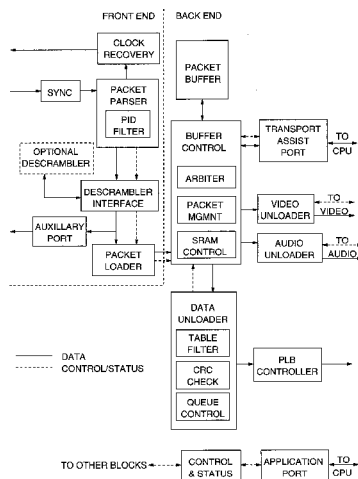 FRONT END
BACK END
CLOCK
RECOVERY
SYNC
PACKET
PARSER
PID
FILTER
OPTIONAL
DESCRAMBLER
DESCRAMBLER
INTERFACE
AUXILLARY
PORT
PACKET
LOADER
PACKET
BUFFER
BUFFER
CONTROL
ARBITER
PACKET
MGMNT
SRAM
CONTROL
TRANSPORT
ASSIST
PORT
TO
CPU
VIDEO
UNLOADER
TO
VIDEO
AUDIO
UNLOADER
TO
AUDIO
DATA
UNLOADER
TABLE
FILTER
CRC
CHECK
QUEUE
CONTROL
PLB
CONTROLLER
DATA
CONTROL/STATUS
TO OTHER BLOCKS
CONTROL
& STATUS
APPLICATION
PORT
TO
CPU